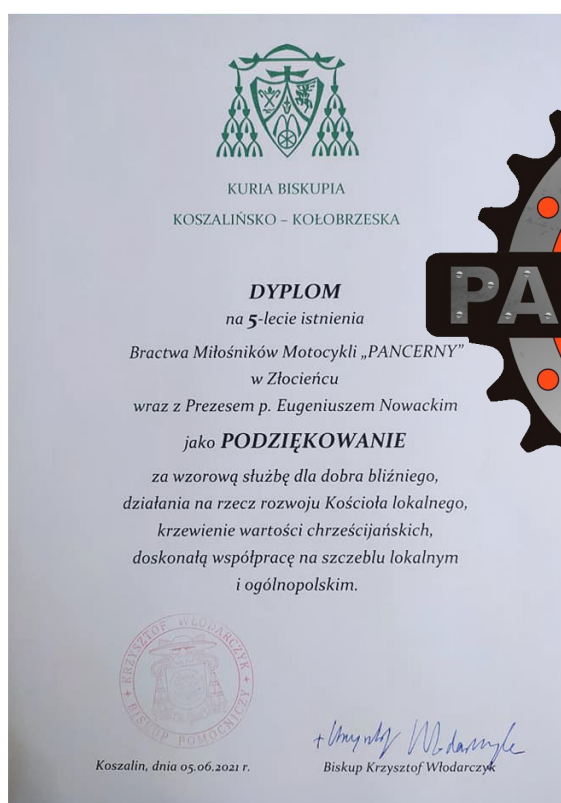 KURIA BISKUPIA
KOSZALIŃSKO – KOŁOBRZESKA
DYPLOM
na 5-lecie istnienia
Bractwa Miłośników Motocykli „PANCERNY”
w Złocieńcu
wraz z Prezesem p. Eugeniuszem Nowackim
jako PODZIĘKOWANIE
za wzorową służbę dla dobra bliźniego,
działania na rzecz rozwoju Kościoła lokalnego,
krzewienie wartości chrześcijańskich,
doskonałą współpracę na szczeblu lokalnym
i ogólnopolskim.
KRZYSZTOF WŁODARCZYK
BISKUP POMOCNICZY
+ Krzysztof Włodarczyk
Koszalin, dnia 05.06.2021 r.
Biskup Krzysztof Włodarczyk
PA